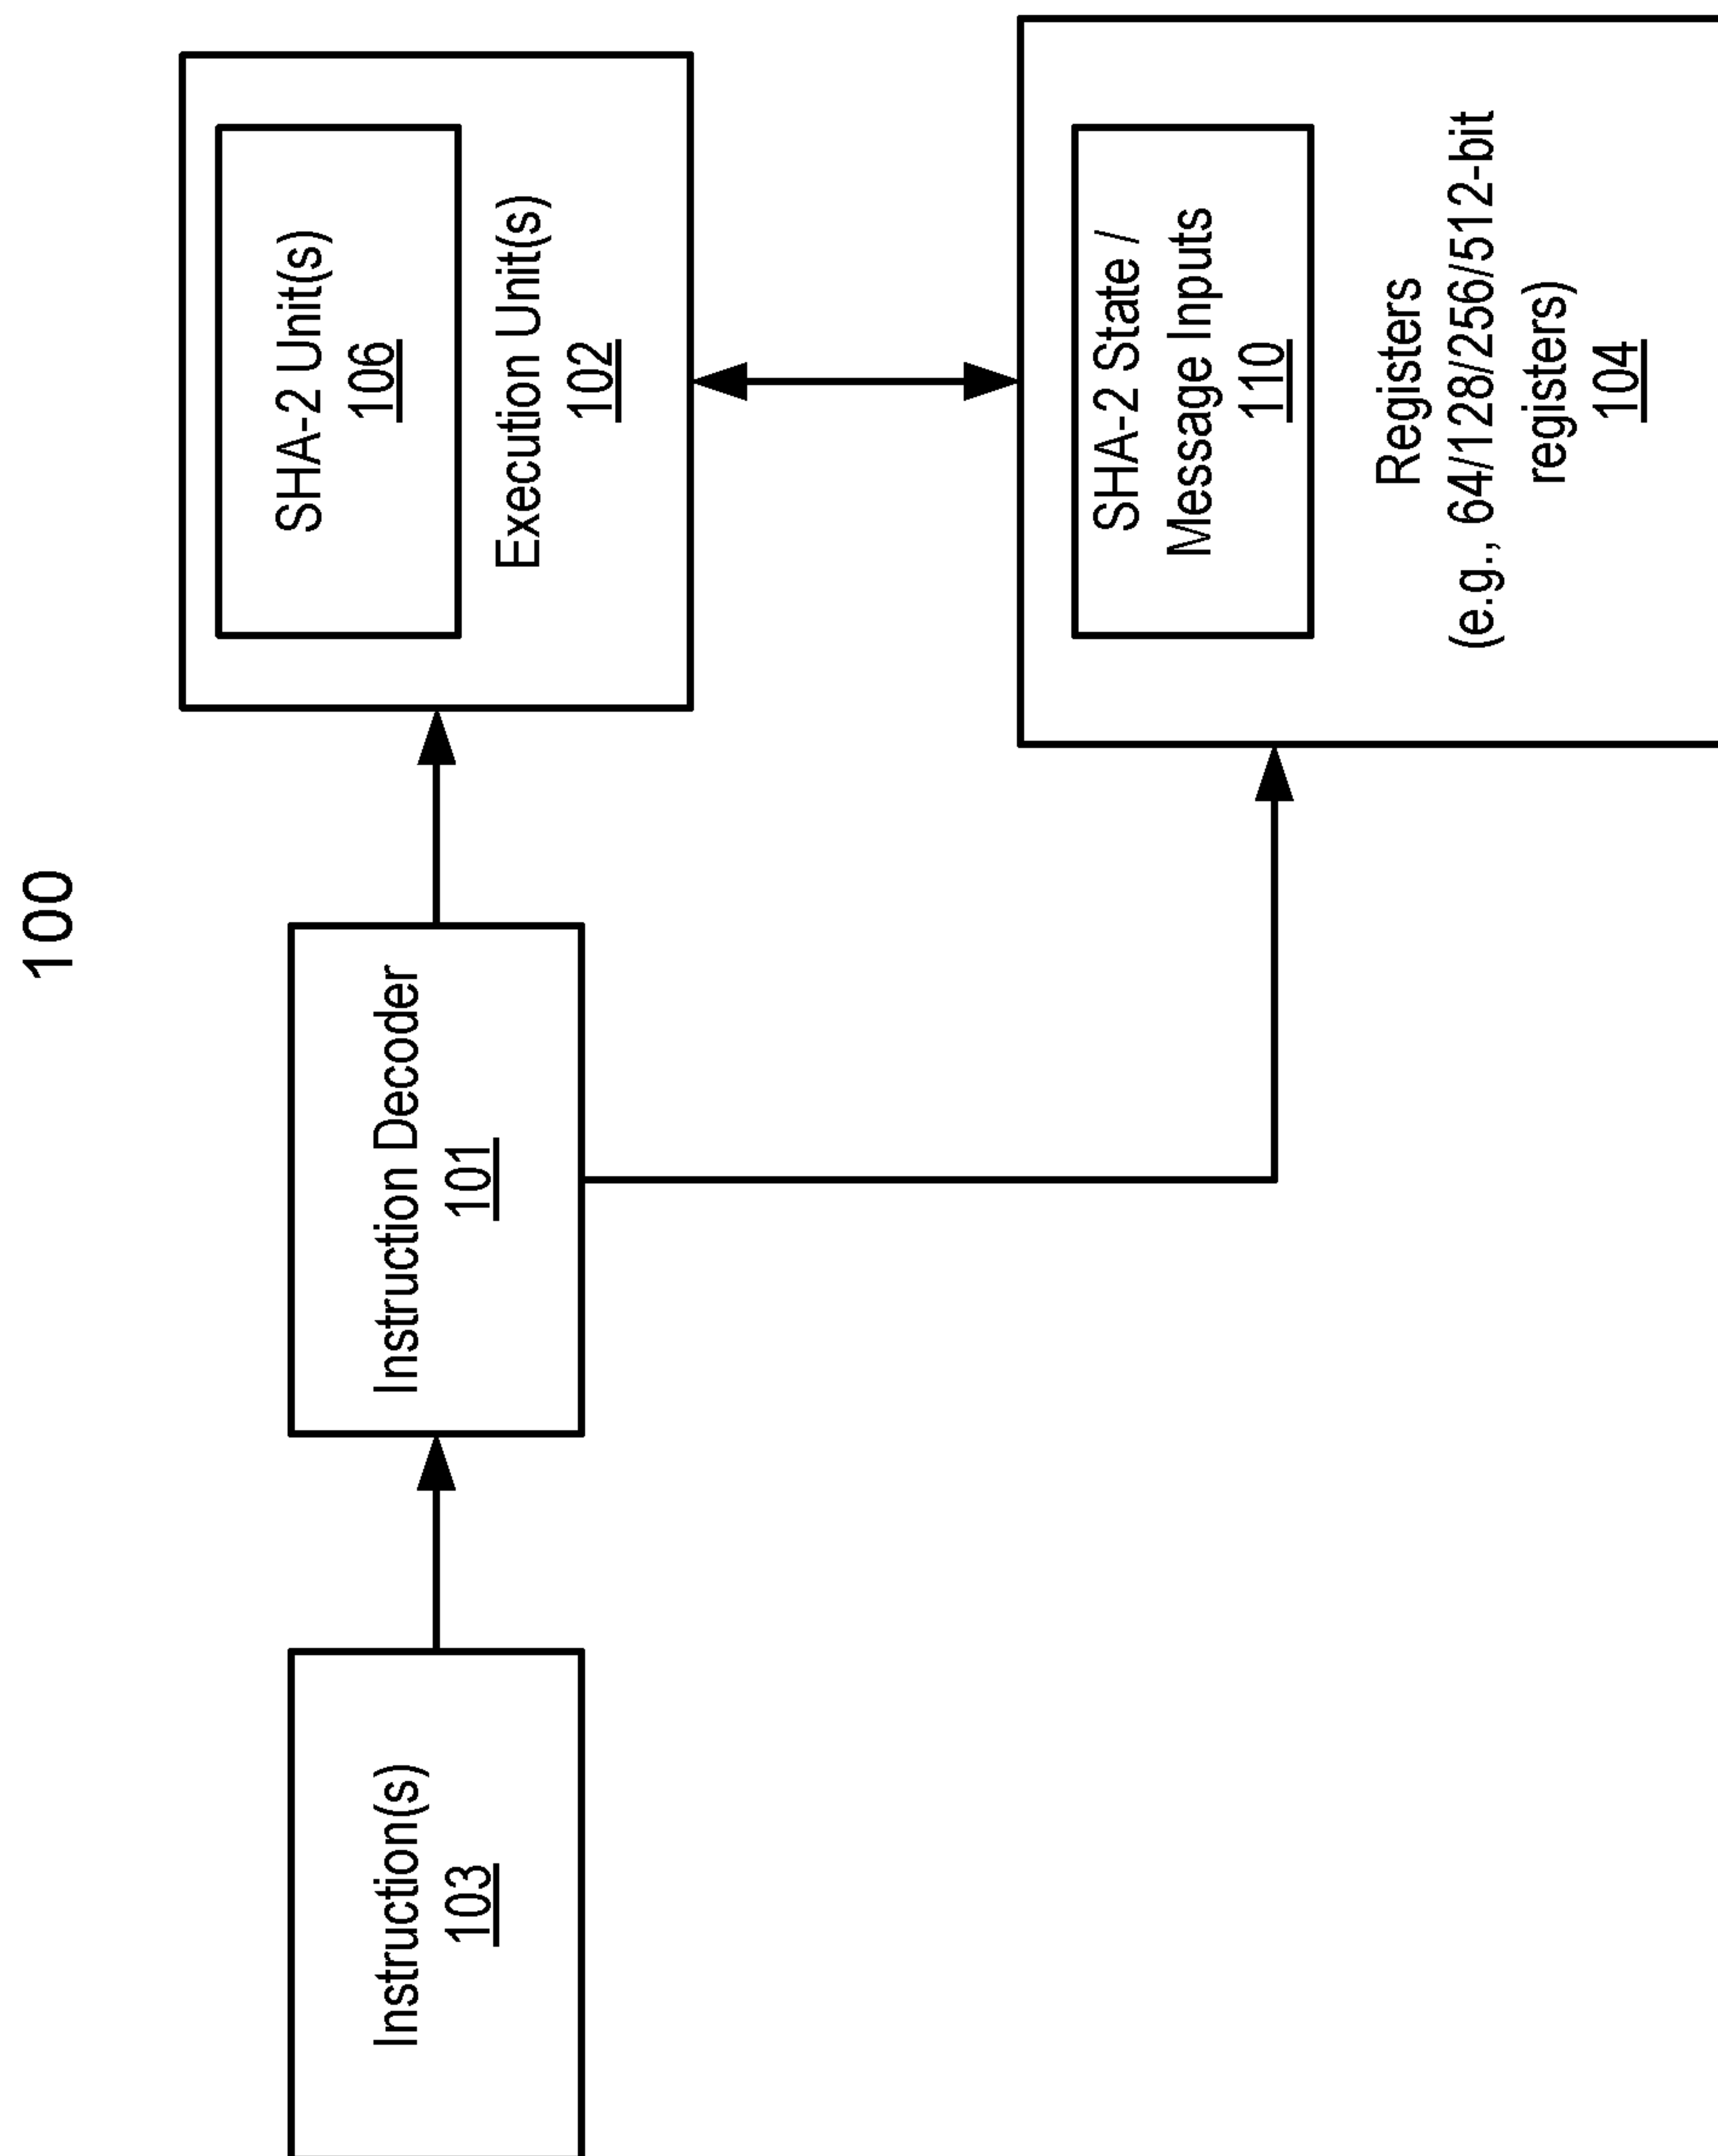 100
Instruction(s)
103
Instruction Decoder
101
SHA-2 Unit(s)
106
Execution Unit(s)
102
SHA-2 State /
Message Inputs
110
Registers
(e.g., 64/128/256/512-bit
registers)
104